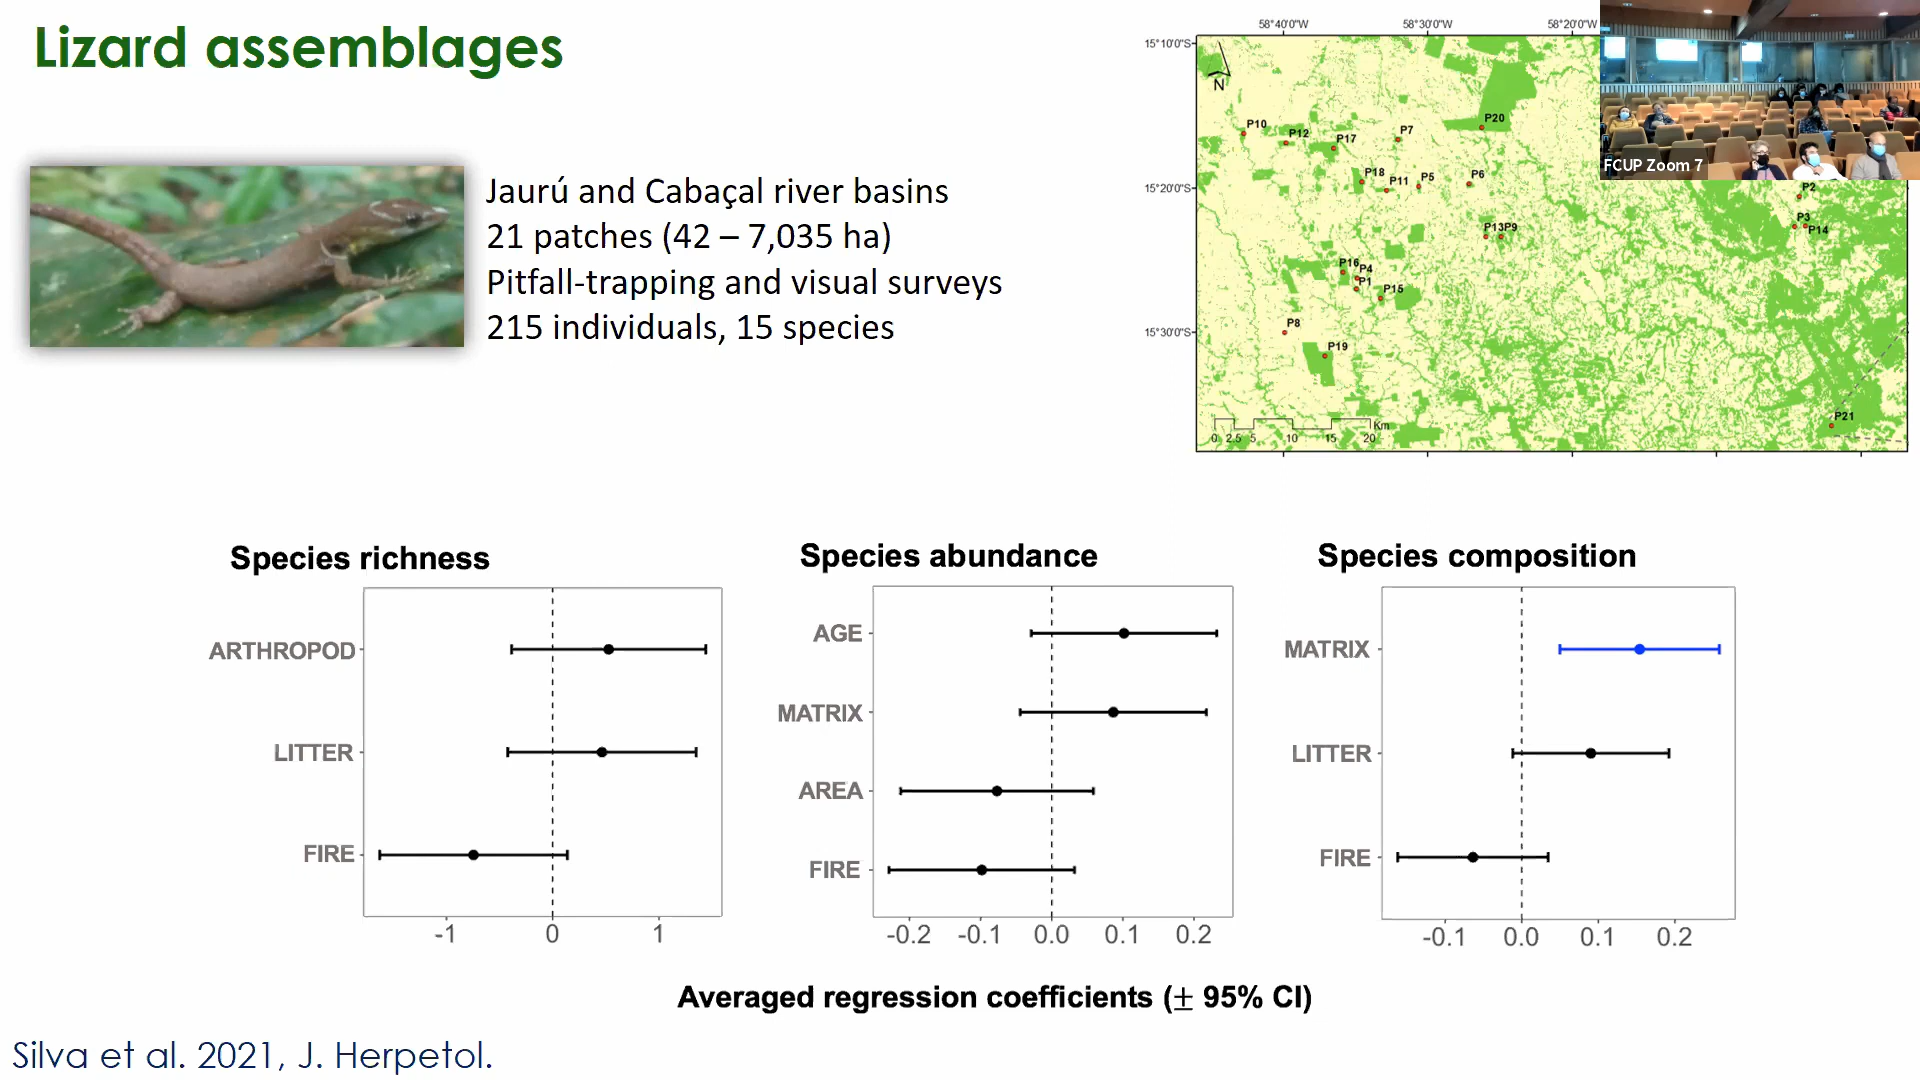 Lizard assemblages
Jaurú and Cabaçal river basins
21 patches (42 – 7,035 ha)
Pitfall-trapping and visual surveys
215 individuals, 15 species
58°40'0"W
58°30'0"W
58°20'0"W
15°10'0"S
15°20'0"S
15°30'0"S
N
P10
P12
P17
P7
P20
P18
P11
P5
P6
P13
P9
P16
P4
P1
P15
P8
P19
P2
P3
P14
P21
Km
0 2.5 5 10 15 20
FCUP Zoom 7
Species richness
ARTHROPOD
LITTER
FIRE
-1 0 1
Species abundance
AGE
MATRIX
AREA
FIRE
-0.2 -0.1 0.0 0.1 0.2
Species composition
MATRIX
LITTER
FIRE
-0.1 0.0 0.1 0.2
Averaged regression coefficients (± 95% CI)
Silva et al. 2021, J. Herpetol.